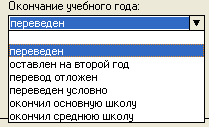 Окончание учебного года:
переведен
переведен
оставлен на второй год
перевод отложен
переведен условно
окончил основную школу
окончил среднюю школу